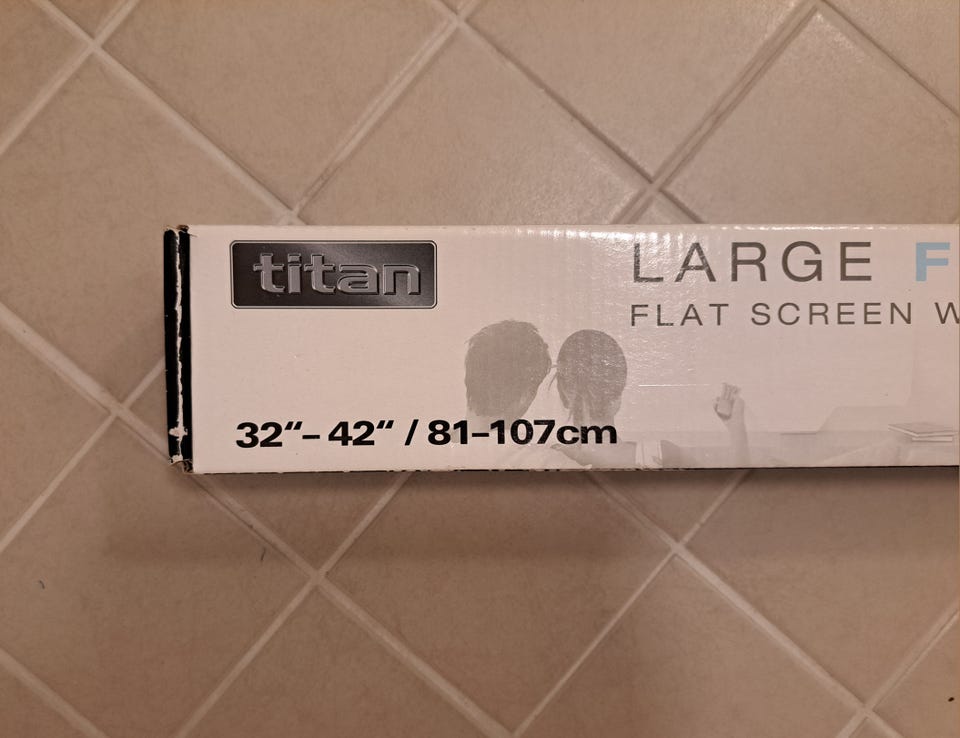 titan
LARGE F
FLAT SCREEN W
32“– 42“ / 81–107cm